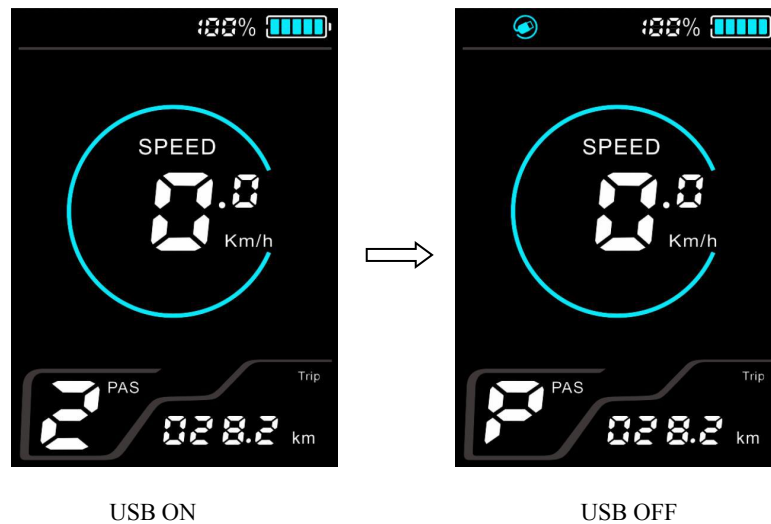 100%
SPEED
0.0
Km/h
Trip
2 PAS
028.2 km
USB ON
100%
SPEED
0.0
Km/h
Trip
P PAS
028.2 km
USB OFF